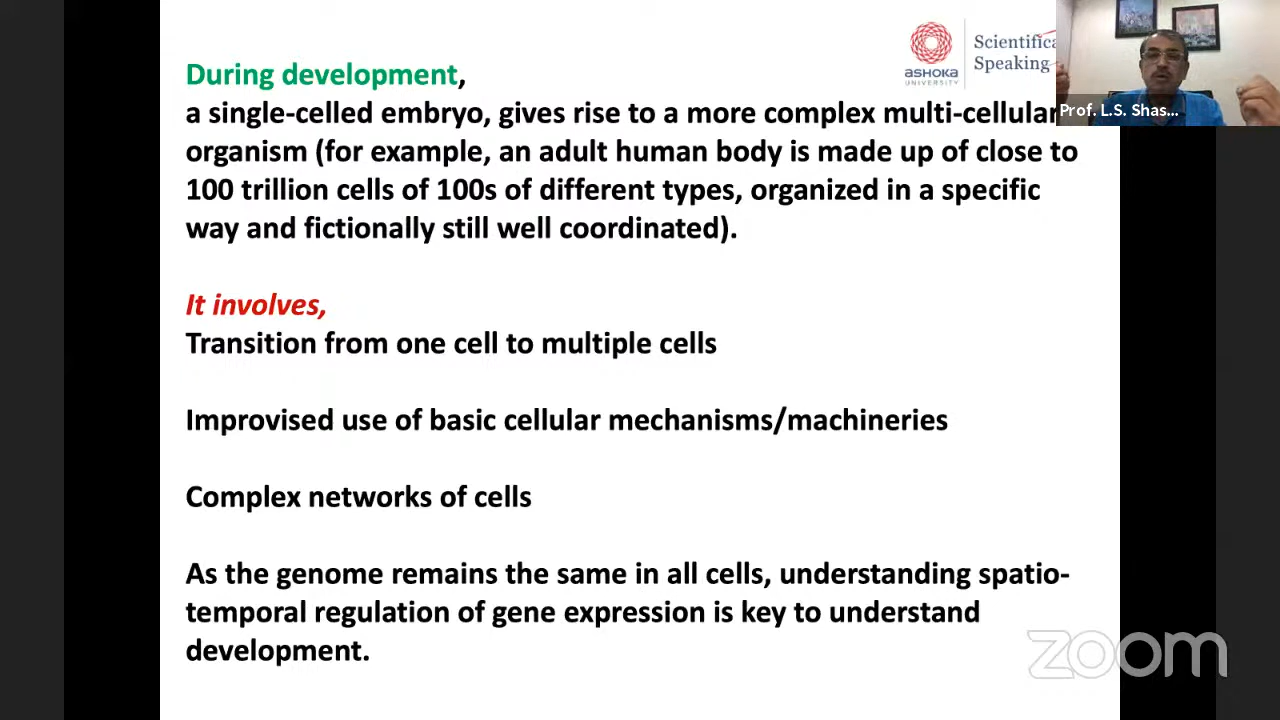 ASHOKA
UNIVERSITY
Scientifica
Speaking
Prof. L.S. Shas...
During development,
a single-celled embryo, gives rise to a more complex multi-cellular
organism (for example, an adult human body is made up of close to
100 trillion cells of 100s of different types, organized in a specific
way and fictionally still well coordinated).
It involves,
Transition from one cell to multiple cells
Improvised use of basic cellular mechanisms/machineries
Complex networks of cells
As the genome remains the same in all cells, understanding spatio-
temporal regulation of gene expression is key to understand
development.
zoom